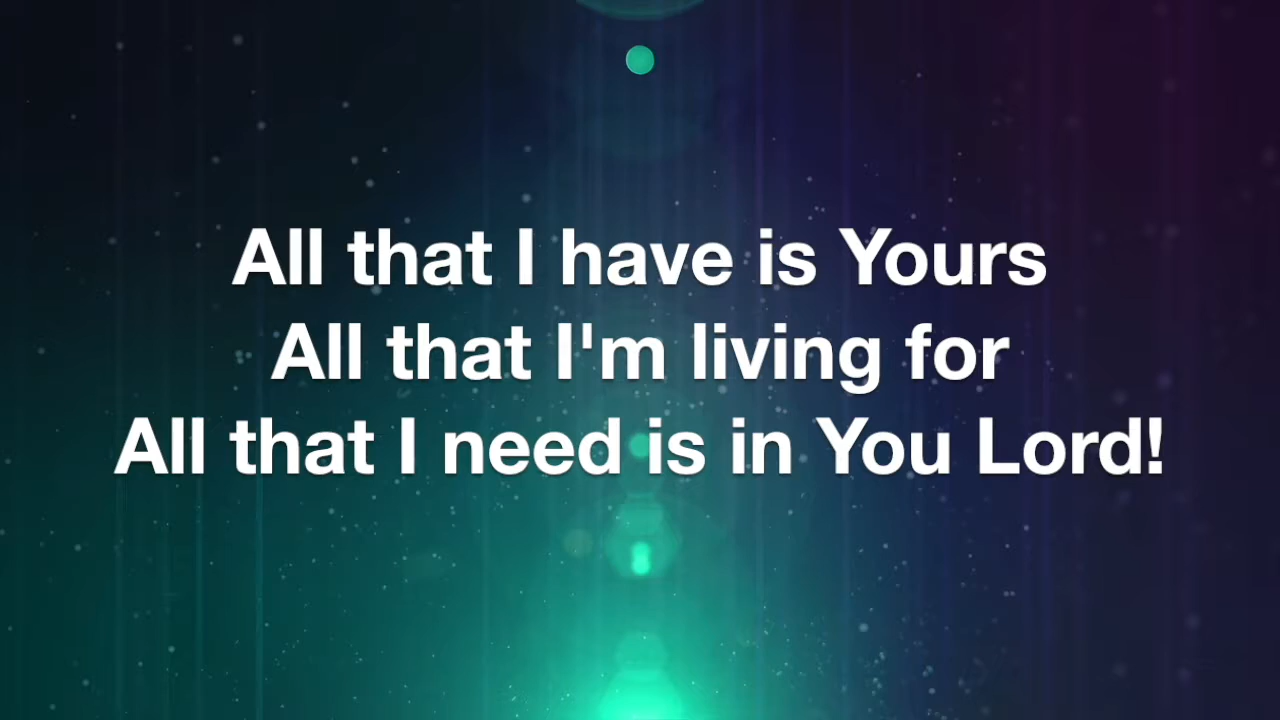 All that I have is Yours
All that I'm living for
All that I need is in You Lord!